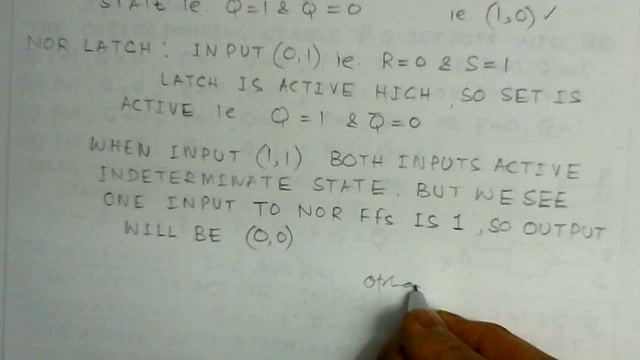 STATE ie Q=1 & Q̅=0 ie. (1,0) ✓
NOR LATCH: INPUT (0,1) ie. R=0 & S=1
LATCH IS ACTIVE HIGH, SO SET IS
ACTIVE ie Q=1 & Q̅=0
WHEN INPUT (1,1) BOTH INPUTS ACTIVE
INDETERMINATE STATE. BUT WE SEE
ONE INPUT TO NOR Ffs IS 1, SO OUTPUT
WILL BE (0,0)